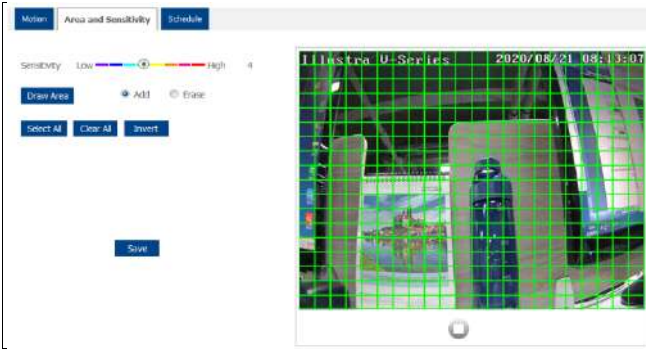 Motion Area and Sensitivity Schedule
Illustra V-Series 2020/08/21 08:13:07
Sensitivity Low High 4
Draw Area Add Erase
Select All Clear All Invert
Save